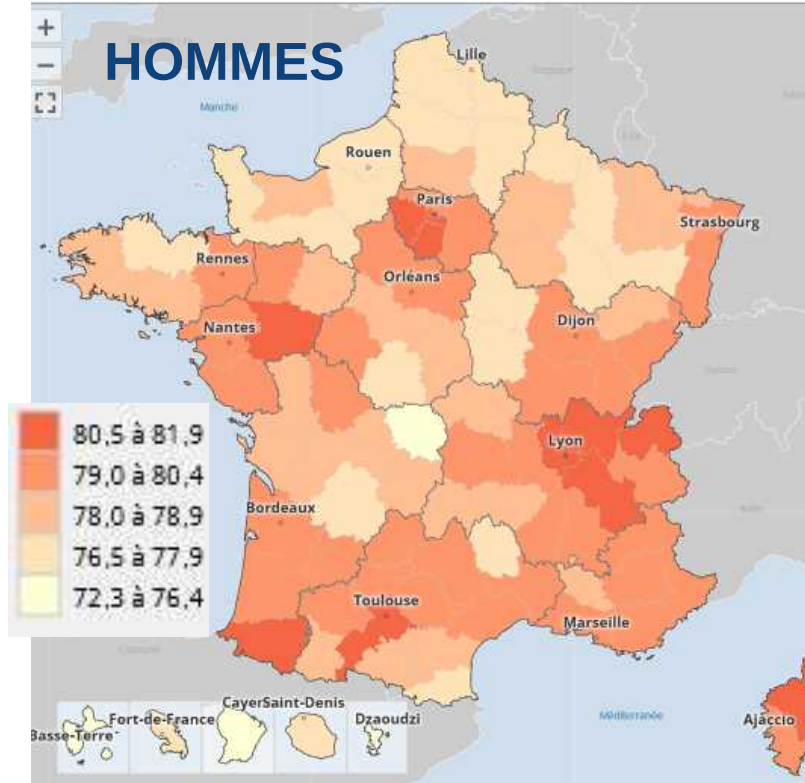 +
−
HOMMES
Lille
Manche
Rouen
Paris
Strasbourg
Rennes
Orléans
Nantes
Dijon
80,5 à 81,9
79,0 à 80,4
78,0 à 78,9
76,5 à 77,9
72,3 à 76,4
Lyon
Bordeaux
Toulouse
Marseille
Basse-Terre
Fort-de-France
Cayer
Saint-Denis
Dzaoudzi
Méditerranée
Ajaccio